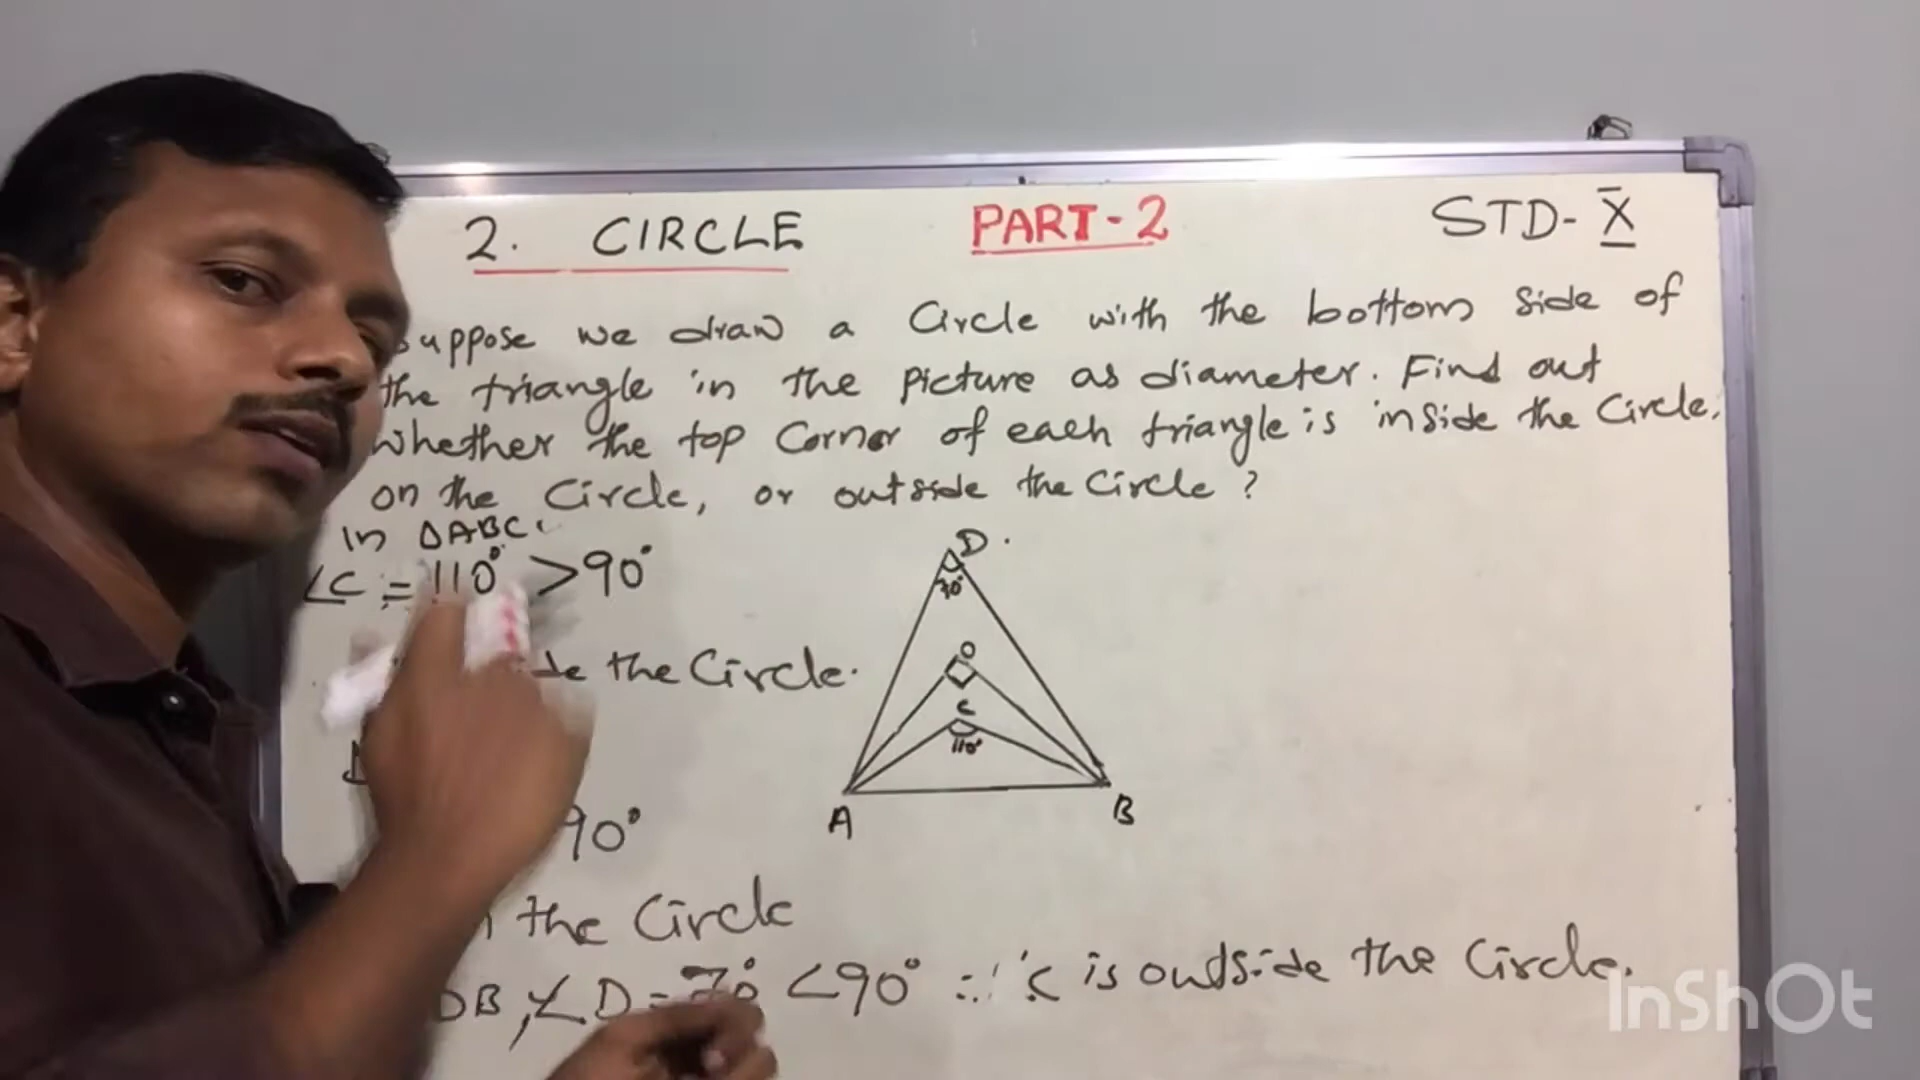 2. CIRCLE PART-2 STD-X
suppose we draw a Circle with the bottom side of
the triangle in the picture as diameter. Find out
whether the top Corner of each triangle is inside the Circle,
on the Circle, or outside the Circle ?
In ΔABC,
∠C = 110° >90°
the Circle.
90°
the Circle
DB, ∠D = 70° <90° ∴ C is outside the Circle.
D
70°
O
C
110°
A
B
InShOt